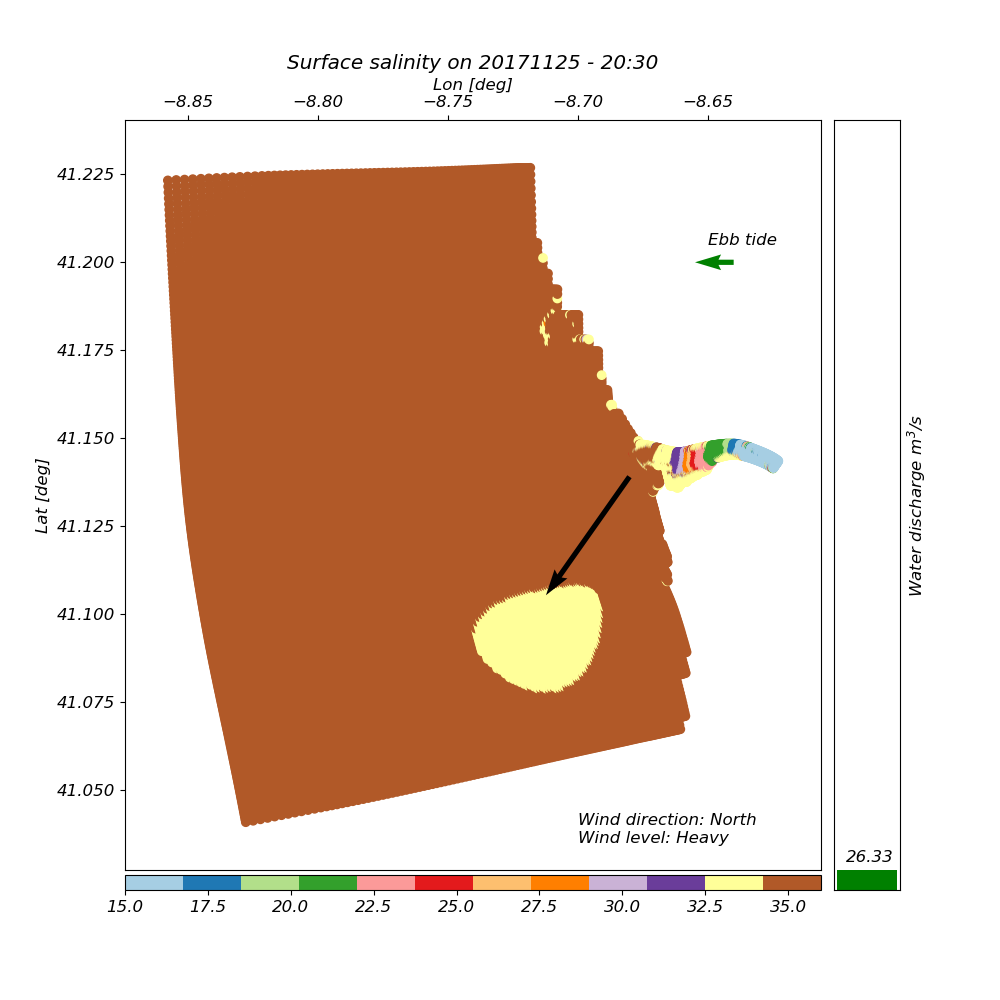 Surface salinity on 20171125 - 20:30
Lon [deg]
−8.85 −8.80 −8.75 −8.70 −8.65
41.225
41.200
41.175
41.150
41.125
41.100
41.075
41.050
Lat [deg]
Ebb tide
Wind direction: North
Wind level: Heavy
15.0 17.5 20.0 22.5 25.0 27.5 30.0 32.5 35.0
26.33
Water discharge m³/s